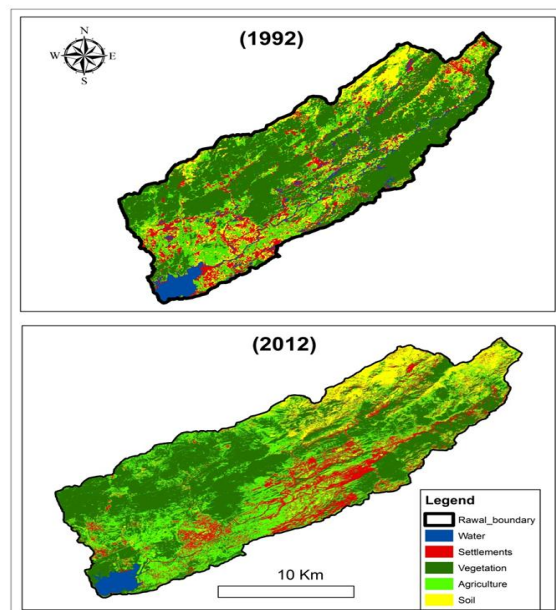 (1992)
N
W E
S
(2012)
Legend
Rawal_boundary
Water
Settlements
Vegetation
Agriculture
Soil
10 Km